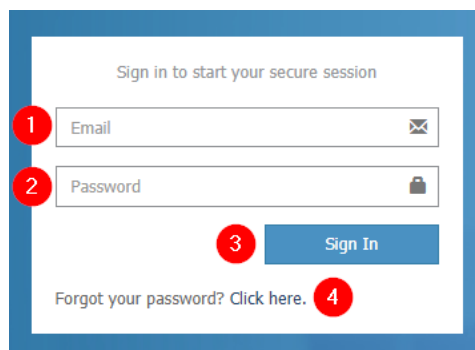 Sign in to start your secure session
1 Email
2 Password
3 Sign In
Forgot your password? Click here. 4